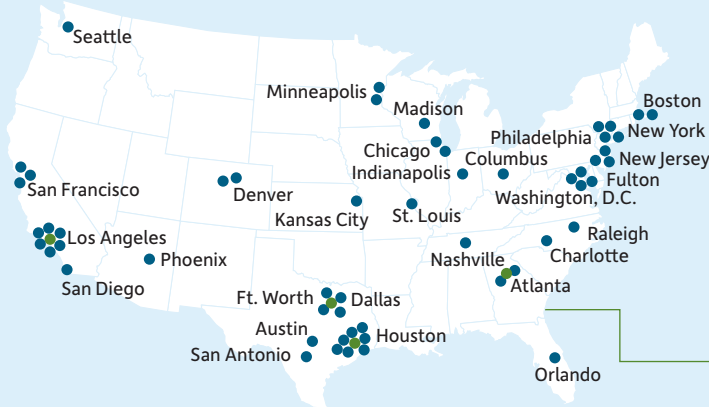 Seattle
Minneapolis
Madison
Boston
Philadelphia
New York
Chicago
Columbus
New Jersey
Indianapolis
Fulton
San Francisco
Denver
Washington, D.C.
Kansas City
St. Louis
Los Angeles
Raleigh
Phoenix
Nashville
Charlotte
San Diego
Atlanta
Ft. Worth
Dallas
Austin
Houston
San Antonio
Orlando